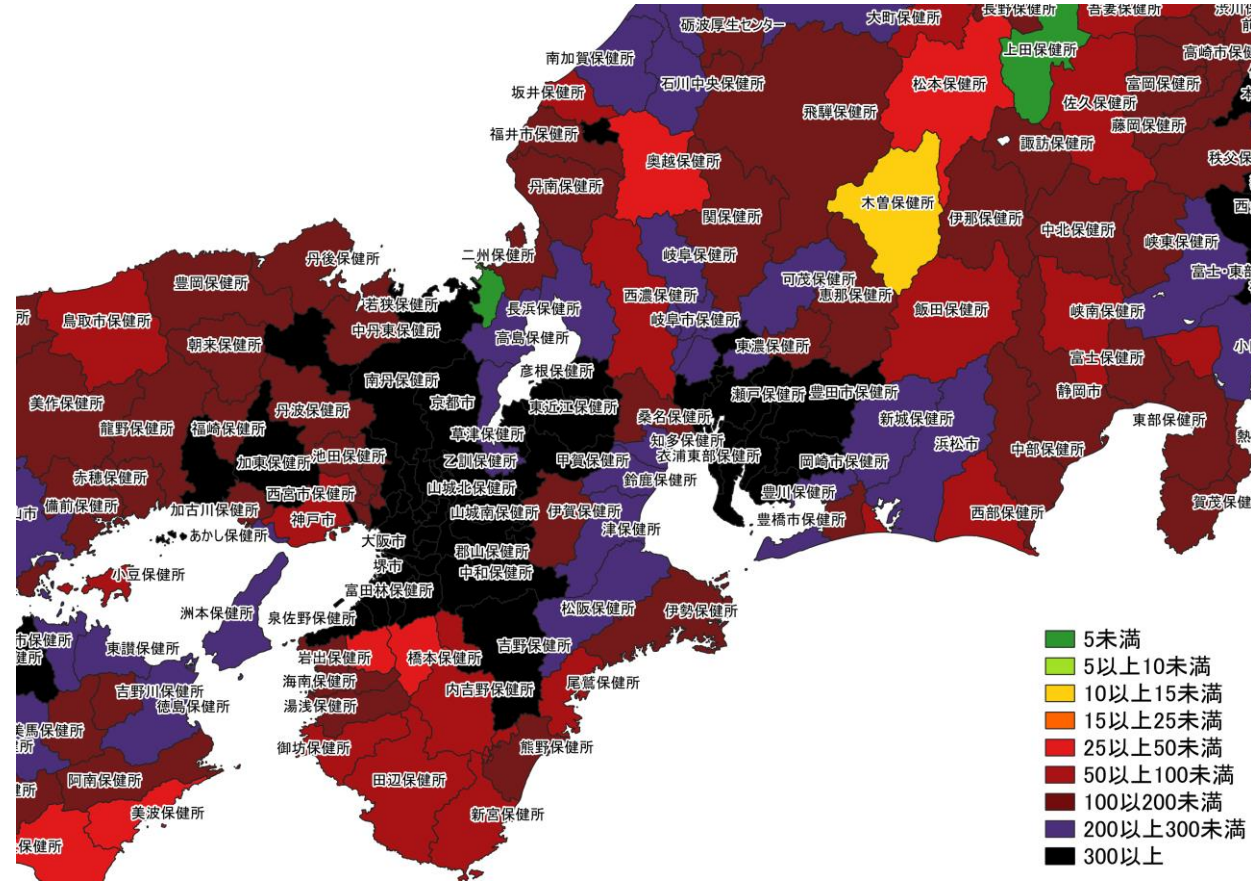 砺波厚生センター
大町保健所
長野保健所
吾妻保健所
渋川保
前
南加賀保健所
上田保健所
高崎市保健
坂井保健所
石川中央保健所
松本保健所
佐久保健所
富岡保健所
本
飛騨保健所
福井市保健所
藤岡保健所
奥越保健所
諏訪保健所
秩父保
丹南保健所
木曽保健所
関保健所
伊那保健所
中北保健所
西
峡東保健所
丹後保健所
二州保健所
岐阜保健所
可茂保健所
富士・東部
豊岡保健所
若狭保健所
長浜保健所
西濃保健所
恵那保健所
飯田保健所
峡南保健所
所
鳥取市保健所
中丹東保健所
高島保健所
岐阜市保健所
朝来保健所
東濃保健所
富士保健所
小
南丹保健所
彦根保健所
瀬戸保健所
豊田市保健所
静岡市
美作保健所
丹波保健所
京都市
東近江保健所
龍野保健所
福崎保健所
草津保健所
桑名保健所
新城保健所
東部保健所
知多保健所
浜松市
熱
加東保健所
池田保健所
乙訓保健所
甲賀保健所
衣浦東部保健所
岡崎市保健所
中部保健所
赤穂保健所
山城北保健所
鈴鹿保健所
西宮市保健所
豊川保健所
備前保健所
加古川保健所
神戸市
山城南保健所
伊賀保健所
賀茂保健
山市
豊橋市保健所
西部保健所
あかし保健所
大阪市
津保健所
郡山保健所
堺市
中和保健所
小豆保健所
富田林保健所
洲本保健所
泉佐野保健所
松阪保健所
伊勢保健所
市保健所
健所
東讃保健所
吉野保健所
岩出保健所
橋本保健所
海南保健所
尾鷲保健所
吉野川保健所
内吉野保健所
徳島保健所
湯浅保健所
美馬保健所
所
御坊保健所
熊野保健所
阿南保健所
田辺保健所
健所
美波保健所
新宮保健所
保健所
5未満
5以上10未満
10以上15未満
15以上25未満
25以上50未満
50以上100未満
100以200未満
200以上300未満
300以上